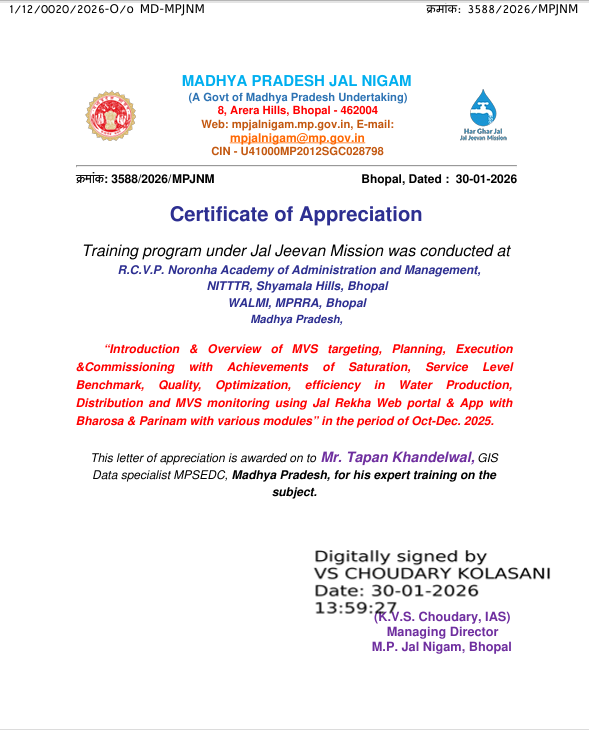 1/12/0020/2026-O/o MD-MPJNM
क्रमांक: 3588/2026/MPJNM
MADHYA PRADESH JAL NIGAM
(A Govt of Madhya Pradesh Undertaking)
8, Arera Hills, Bhopal - 462004
Web: mpjalnigam.mp.gov.in, E-mail:
mpjalnigam@mp.gov.in
CIN - U41000MP2012SGC028798
Har Ghar Jal
Jal Jeevan Mission
क्रमांक: 3588/2026/MPJNM
Bhopal, Dated : 30-01-2026
Certificate of Appreciation
Training program under Jal Jeevan Mission was conducted at
R.C.V.P. Noronha Academy of Administration and Management,
NITTTR, Shyamala Hills, Bhopal
WALMI, MPRRA, Bhopal
Madhya Pradesh,
“Introduction & Overview of MVS targeting, Planning, Execution
&Commissioning with Achievements of Saturation, Service Level
Benchmark, Quality, Optimization, efficiency in Water Production,
Distribution and MVS monitoring using Jal Rekha Web portal & App with
Bharosa & Parinam with various modules” in the period of Oct-Dec. 2025.
This letter of appreciation is awarded on to Mr. Tapan Khandelwal, GIS
Data specialist MPSEDC, Madhya Pradesh, for his expert training on the
subject.
Digitally signed by
VS CHOUDARY KOLASANI
Date: 30-01-2026
13:59:27
(K.V.S. Choudary, IAS)
Managing Director
M.P. Jal Nigam, Bhopal